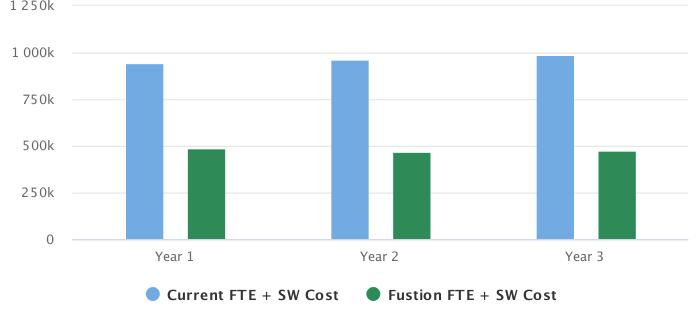 1 250k
1 000k
750k
500k
250k
0
Year 1 Year 2 Year 3
Current FTE + SW Cost Fustion FTE + SW Cost